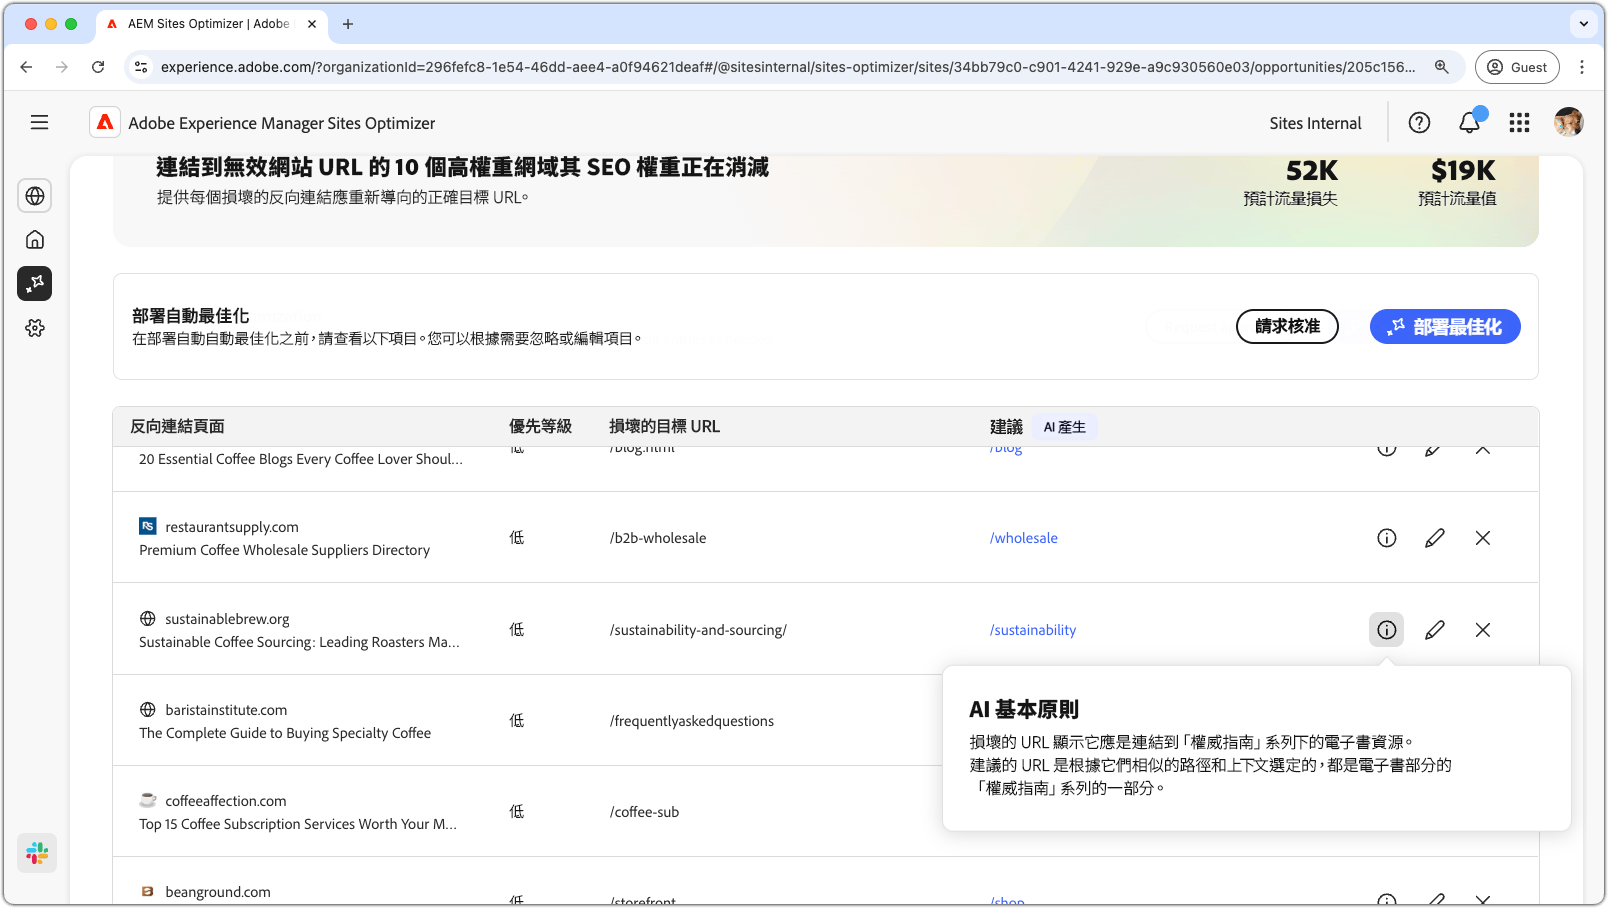 AEM Sites Optimizer | Adobe
experience.adobe.com/?organizationId=296fefc8-1e54-46dd-aee4-a0f94621deaf#/@sitesinternal/sites-optimizer/sites/34bb79c0-c901-4241-929e-a9c930560e03/opportunities/205c156...
Guest
Adobe Experience Manager Sites Optimizer
Sites Internal
連結到無效網站 URL 的 10 個高權重網域其 SEO 權重正在消減
提供每個損壞的反向連結應重新導向的正確目標 URL。
52K
預計流量損失
$19K
預計流量值
部署自動最佳化
在部署自動自動最佳化之前，請查看以下項目。您可以根據需要忽略或編輯項目。
請求核准
部署最佳化
反向連結頁面
優先等級
損壞的目標 URL
建議
AI 產生
20 Essential Coffee Blogs Every Coffee Lover Shoul...
低
/blog.html
/blog
restaurantsupply.com
Premium Coffee Wholesale Suppliers Directory
低
/b2b-wholesale
/wholesale
sustainablebrew.org
Sustainable Coffee Sourcing: Leading Roasters Ma...
低
/sustainability-and-sourcing/
/sustainability
baristainstitute.com
The Complete Guide to Buying Specialty Coffee
低
/frequentlyaskedquestions
AI 基本原則
損壞的 URL 顯示它應是連結到「權威指南」系列下的電子書資源。
建議的 URL 是根據它們相似的路徑和上下文選定的，都是電子書部分的
「權威指南」系列的一部分。
coffeeaffection.com
Top 15 Coffee Subscription Services Worth Your M...
低
/coffee-sub
beanground.com
低
/storefront
/shop